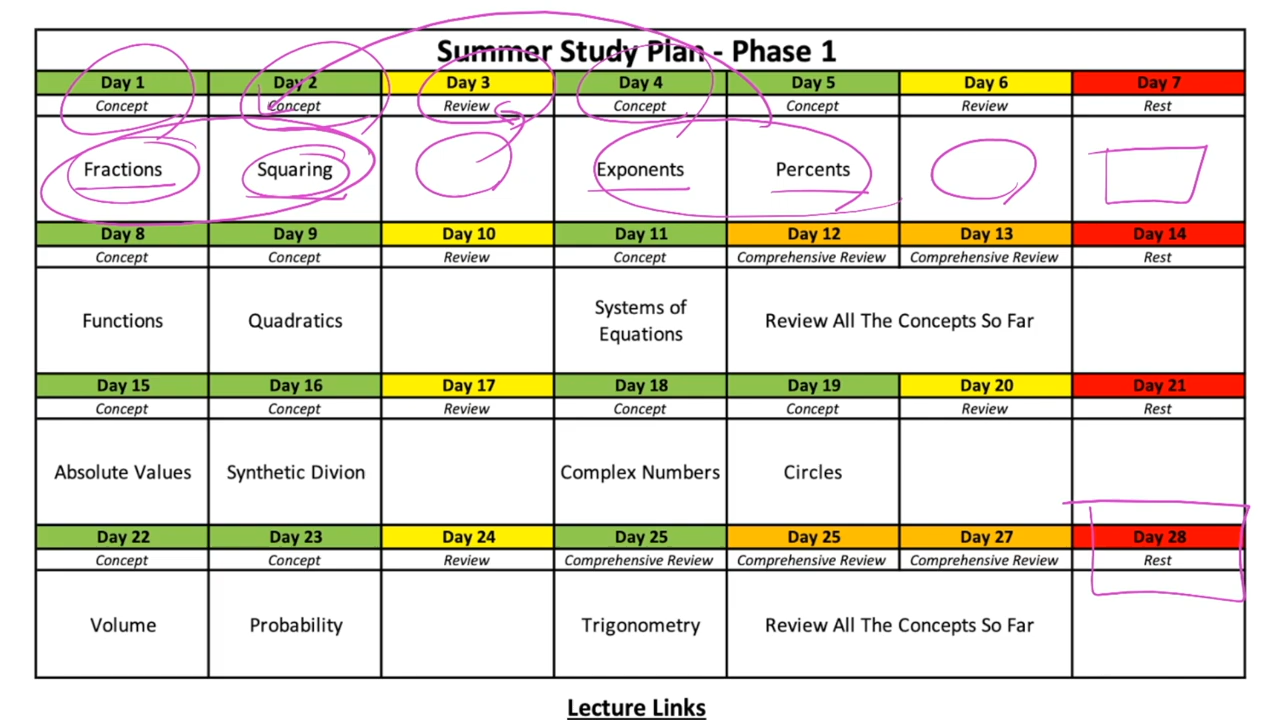 Summer Study Plan - Phase 1
Day 1 Day 2 Day 3 Day 4 Day 5 Day 6 Day 7
Concept Concept Review Concept Concept Review Rest
Fractions Squaring Exponents Percents
Day 8 Day 9 Day 10 Day 11 Day 12 Day 13 Day 14
Concept Concept Review Concept Comprehensive Review Comprehensive Review Rest
Functions Quadratics Systems of
Equations Review All The Concepts So Far
Day 15 Day 16 Day 17 Day 18 Day 19 Day 20 Day 21
Concept Concept Review Concept Concept Review Rest
Absolute Values Synthetic Divion Complex Numbers Circles
Day 22 Day 23 Day 24 Day 25 Day 25 Day 27 Day 28
Concept Concept Review Comprehensive Review Comprehensive Review Comprehensive Review Rest
Volume Probability Trigonometry Review All The Concepts So Far
Lecture Links